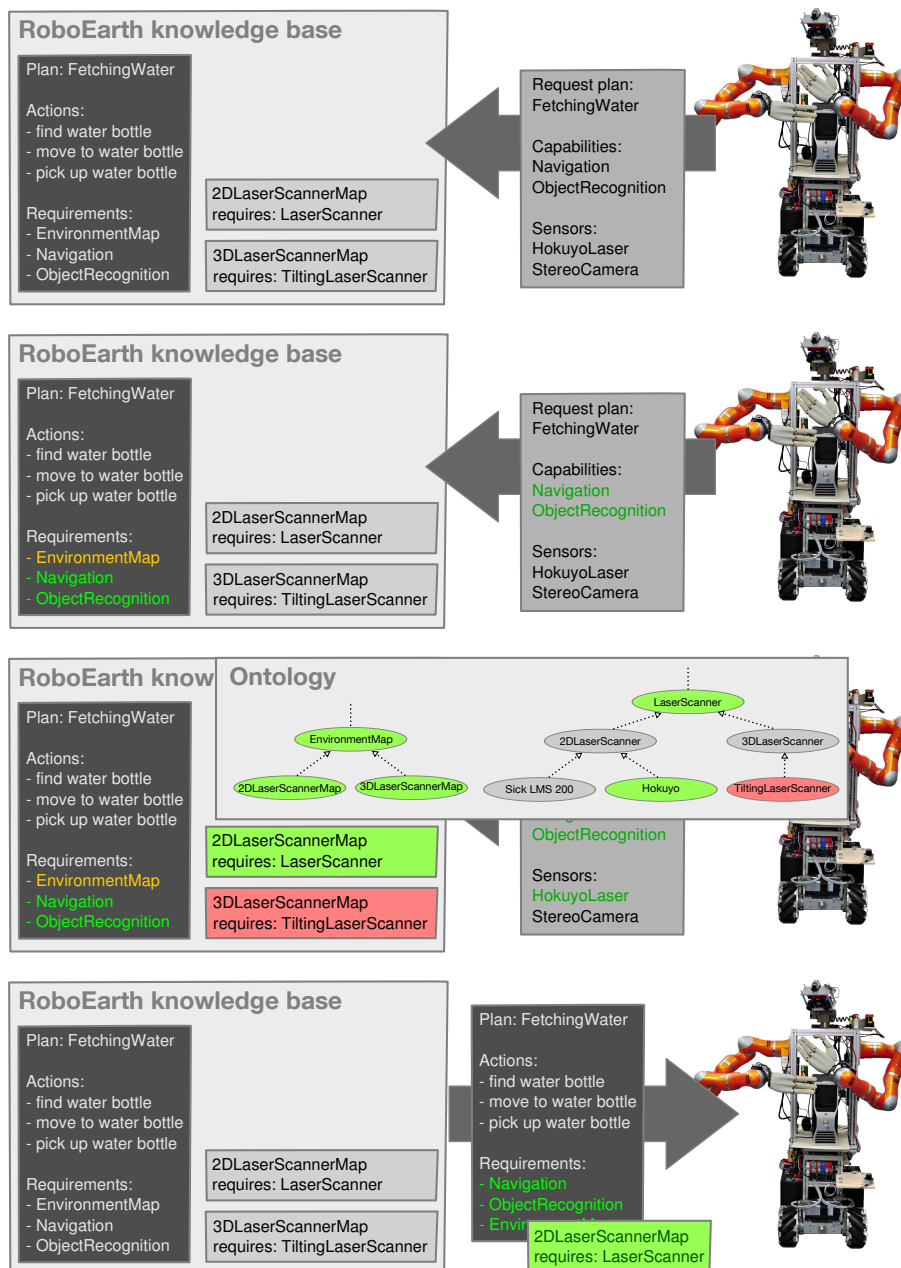 RoboEarth knowledge base
Plan: FetchingWater
Actions:
- find water bottle
- move to water bottle
- pick up water bottle
Requirements:
- EnvironmentMap
- Navigation
- ObjectRecognition
2DLaserScannerMap
requires: LaserScanner
3DLaserScannerMap
requires: TiltingLaserScanner
Request plan:
FetchingWater
Capabilities:
Navigation
ObjectRecognition
Sensors:
HokuyoLaser
StereoCamera
RoboEarth knowledge base
Plan: FetchingWater
Actions:
- find water bottle
- move to water bottle
- pick up water bottle
Requirements:
- EnvironmentMap
- Navigation
- ObjectRecognition
2DLaserScannerMap
requires: LaserScanner
3DLaserScannerMap
requires: TiltingLaserScanner
Request plan:
FetchingWater
Capabilities:
Navigation
ObjectRecognition
Sensors:
HokuyoLaser
StereoCamera
RoboEarth know
Plan: FetchingWater
Actions:
- find water bottle
- move to water bottle
- pick up water bottle
Requirements:
- EnvironmentMap
- Navigation
- ObjectRecognition
2DLaserScannerMap
requires: LaserScanner
3DLaserScannerMap
requires: TiltingLaserScanner
Ontology
EnvironmentMap
2DLaserScannerMap
3DLaserScannerMap
LaserScanner
2DLaserScanner
3DLaserScanner
Sick LMS 200
Hokuyo
TiltingLaserScanner
ObjectRecognition
Sensors:
HokuyoLaser
StereoCamera
RoboEarth knowledge base
Plan: FetchingWater
Actions:
- find water bottle
- move to water bottle
- pick up water bottle
Requirements:
- EnvironmentMap
- Navigation
- ObjectRecognition
2DLaserScannerMap
requires: LaserScanner
3DLaserScannerMap
requires: TiltingLaserScanner
Plan: FetchingWater
Actions:
- find water bottle
- move to water bottle
- pick up water bottle
Requirements:
- Navigation
- ObjectRecognition
2DLaserScannerMap
requires: LaserScanner